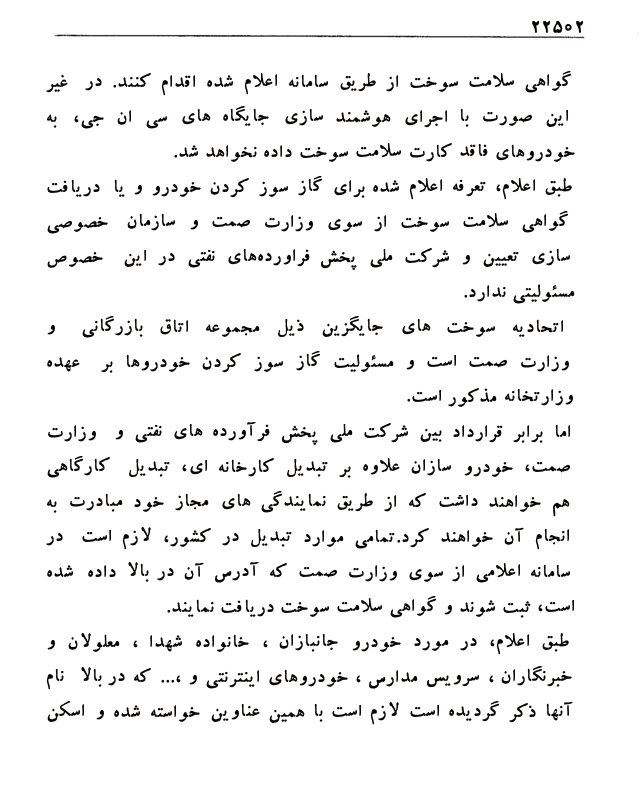 ۲۲۵۰۲
گواهی سلامت سوخت از طریق سامانه اعلام شده اقدام کنند. در غیر
این صورت با اجرای هوشمند سازی جایگاه های سی ان جی، به
خودروهای فاقد کارت سلامت سوخت داده نخواهد شد.
طبق اعلام، تعرفه اعلام شده برای گاز سوز کردن خودرو و یا دریافت
گواهی سلامت سوخت از سوی وزارت صمت و سازمان خصوصی
سازی تعیین و شرکت ملی پخش فراورده‌های نفتی در این خصوص
مسئولیتی ندارد.
اتحادیه سوخت های جایگزین ذیل مجموعه اتاق بازرگانی و
وزارت صمت است و مسئولیت گاز سوز کردن خودروها بر عهده
وزارتخانه مذکور است.
اما برابر قرارداد بین شرکت ملی پخش فرآورده های نفتی و وزارت
صمت، خودرو سازان علاوه بر تبدیل کارخانه ای، تبدیل کارگاهی
هم خواهند داشت که از طریق نمایندگی های مجاز خود مبادرت به
انجام آن خواهند کرد.تمامی موارد تبدیل در کشور، لازم است در
سامانه اعلامی از سوی وزارت صمت که آدرس آن در بالا داده شده
است، ثبت شوند و گواهی سلامت سوخت دریافت نمایند.
طبق اعلام، در مورد خودرو جانبازان ، خانواده شهدا ، معلولان و
خبرنگاران ، سرویس مدارس ، خودروهای اینترنتی و ،... که در بالا نام
آنها ذکر گردیده است لازم است با همین عناوین خواسته شده و اسکن